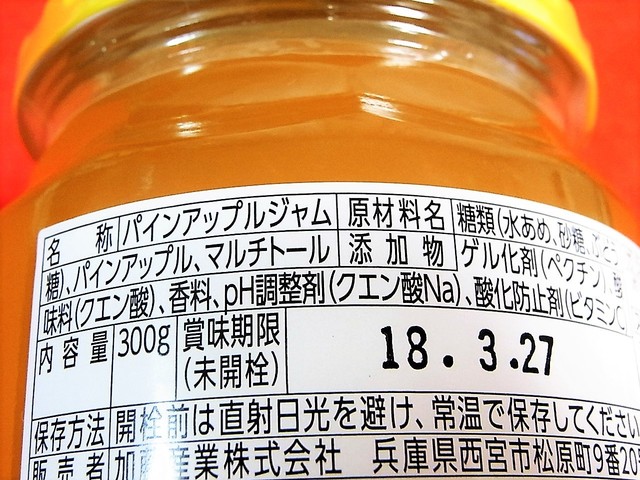 名称 パインアップルジャム 原材料名 糖類(水あめ、砂糖、ぶどう
糖)、パインアップル、マルチトール 添加物 ゲル化剤(ペクチン)、酸
味料(クエン酸)、香料、pH調整剤(クエン酸Na)、酸化防止剤(ビタミンC
内容量 300g 賞味期限(未開栓) 18.3.27
保存方法 開栓前は直射日光を避け、常温で保存してください
販売者 加藤産業株式会社 兵庫県西宮市松原町9番20